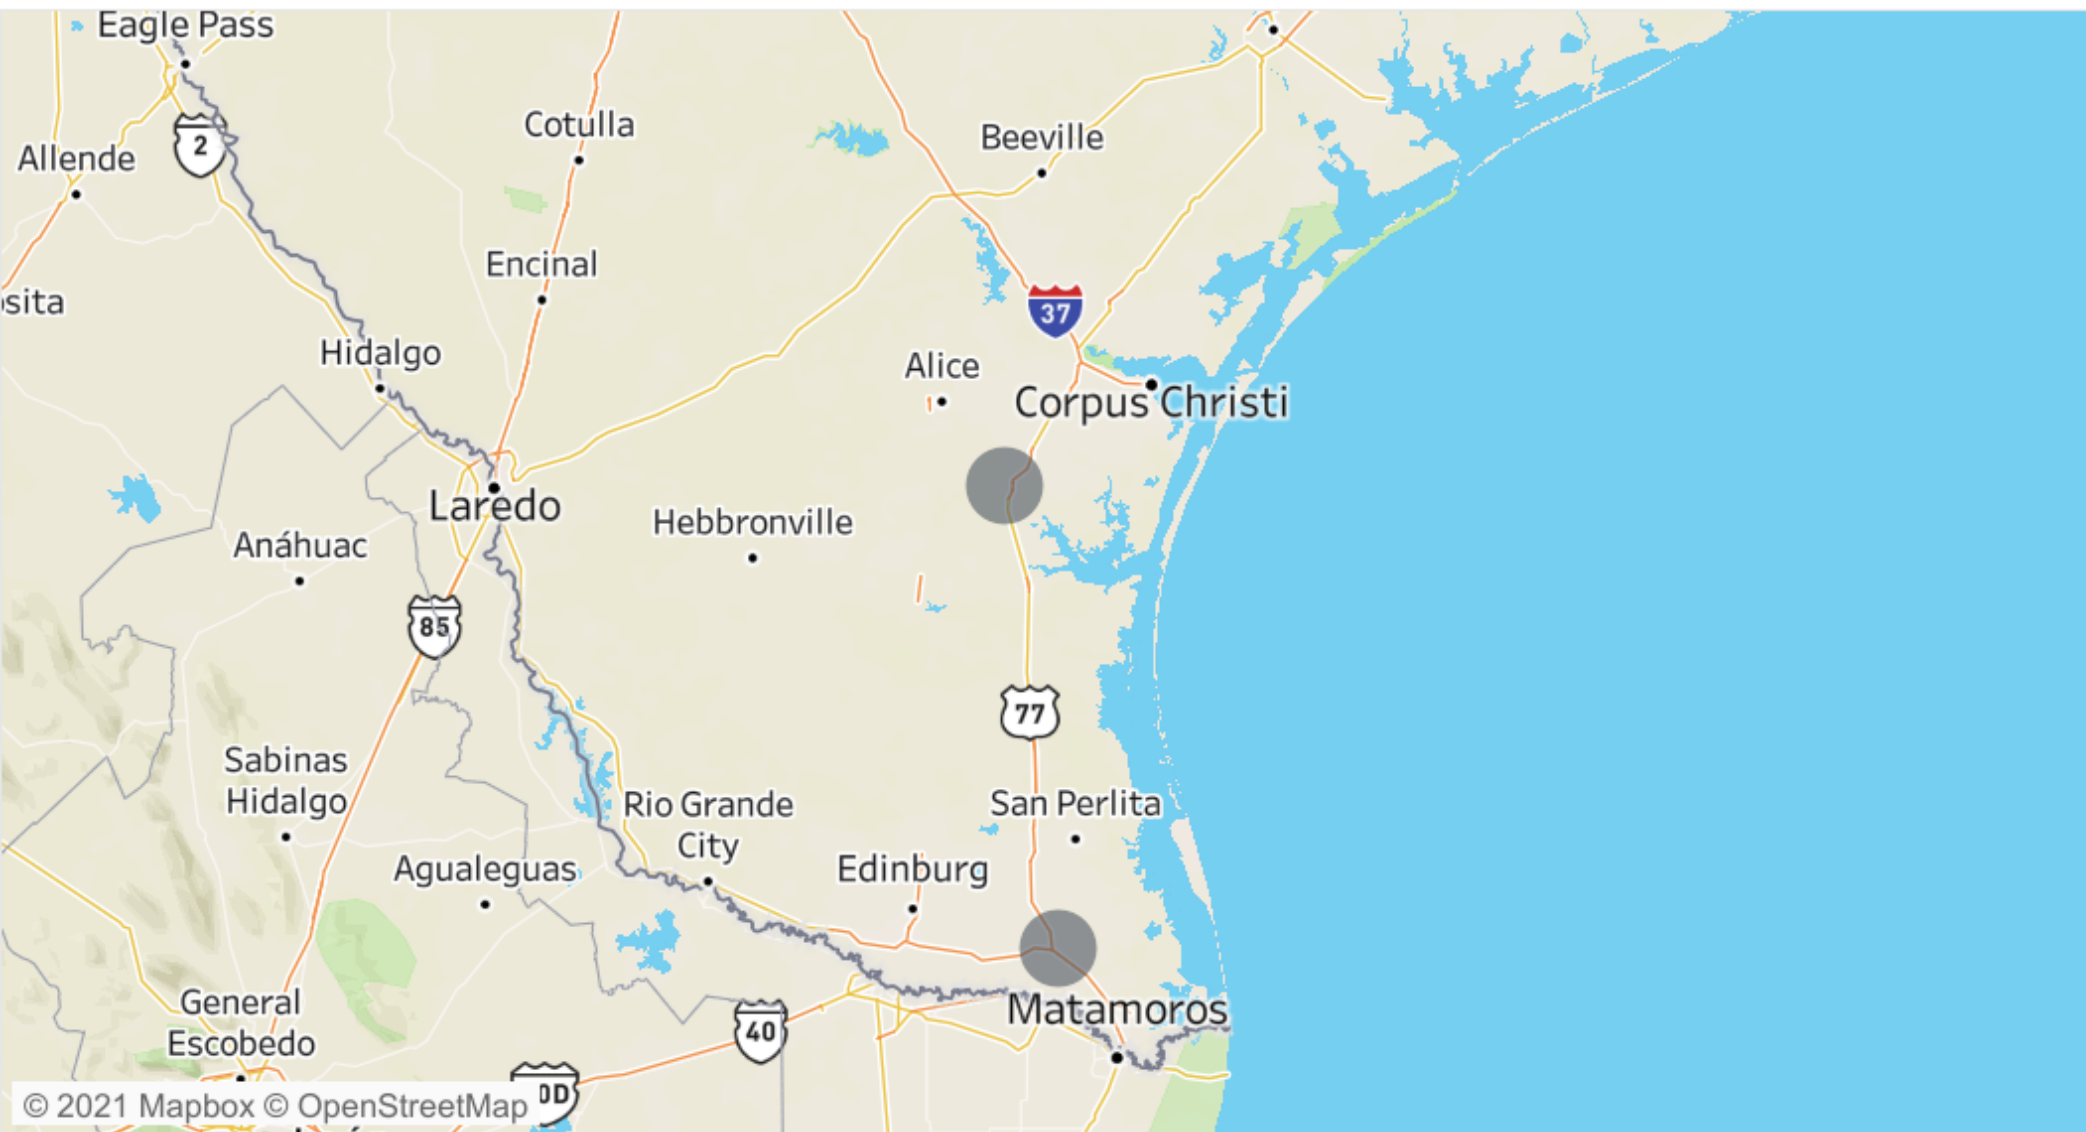 Eagle Pass
Cotulla
Beeville
2
Allende
Encinal
sita
37
Hidalgo
Alice
Corpus Christi
Laredo
Hebbronville
Anáhuac
85
77
Sabinas
Hidalgo
Rio Grande
City
San Perlita
Agualeguas
Edinburg
General
Escobedo
Matamoros
40
0D
© 2021 Mapbox © OpenStreetMap